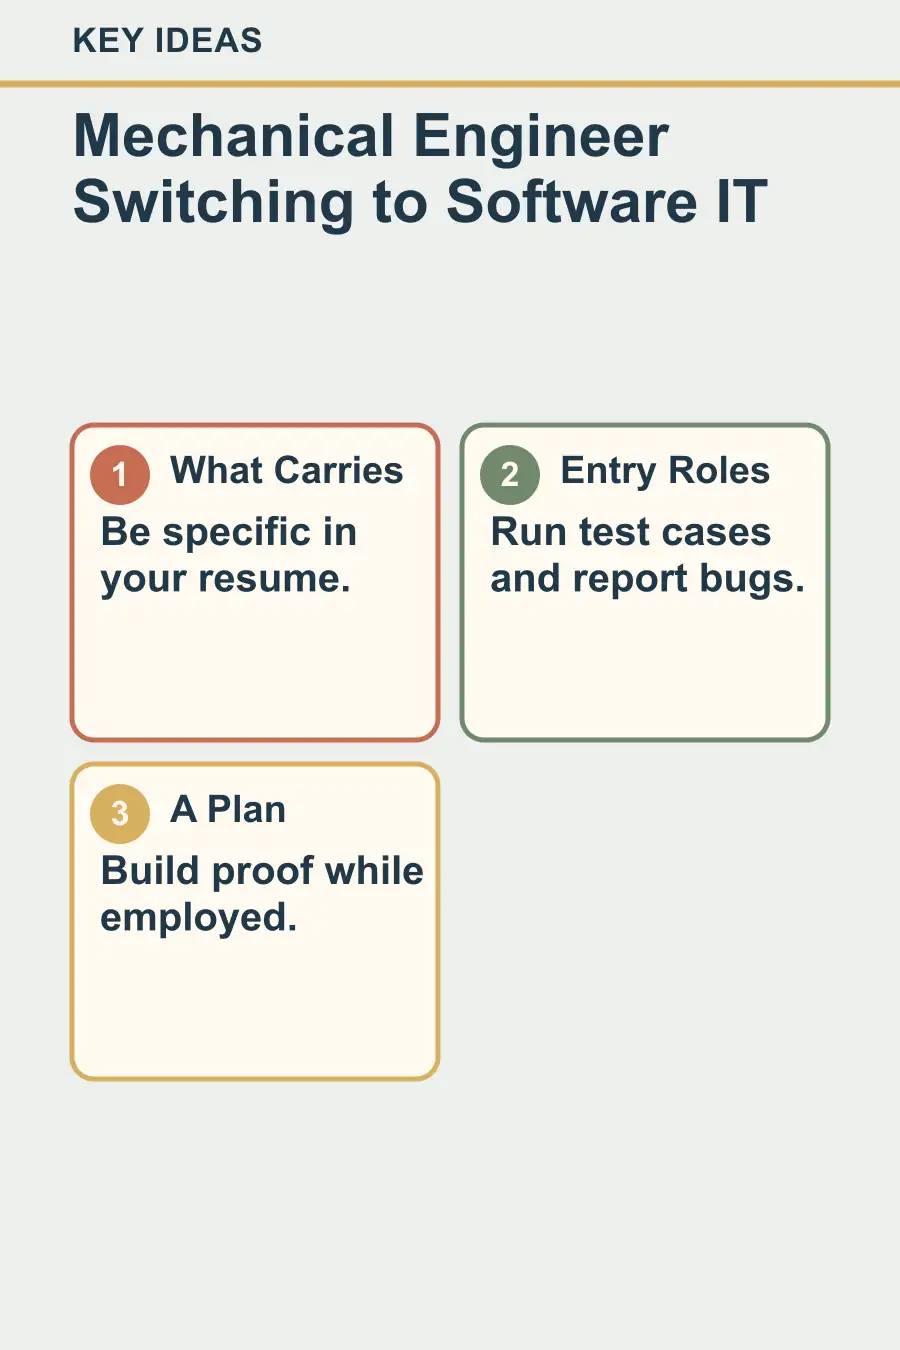 KEY IDEAS
Mechanical Engineer
Switching to Software IT
1 What Carries
Be specific in
your resume.
2 Entry Roles
Run test cases
and report bugs.
3 A Plan
Build proof while
employed.